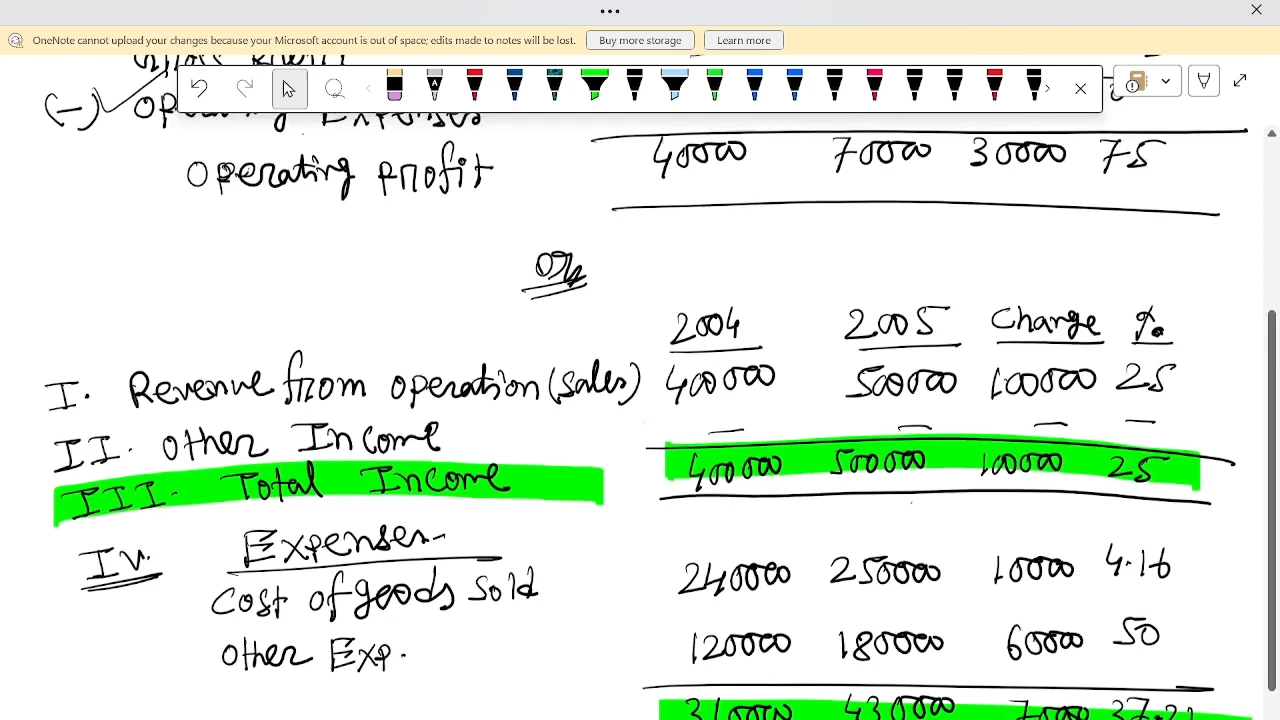 OneNote cannot upload your changes because your Microsoft account is out of space; edits made to notes will be lost. Buy more storage Learn more
(-) Operating Expenses
Operating profit 40000 70000 30000 75
OR
2004 2005 Change %
I. Revenue from operation (sales) 400000 500000 100000 25
II. other Income — — — —
III. Total Income 400000 500000 100000 25
IV. Expenses-
Cost of goods sold 240000 250000 10000 4.16
other Exp. 120000 180000 60000 50
430000